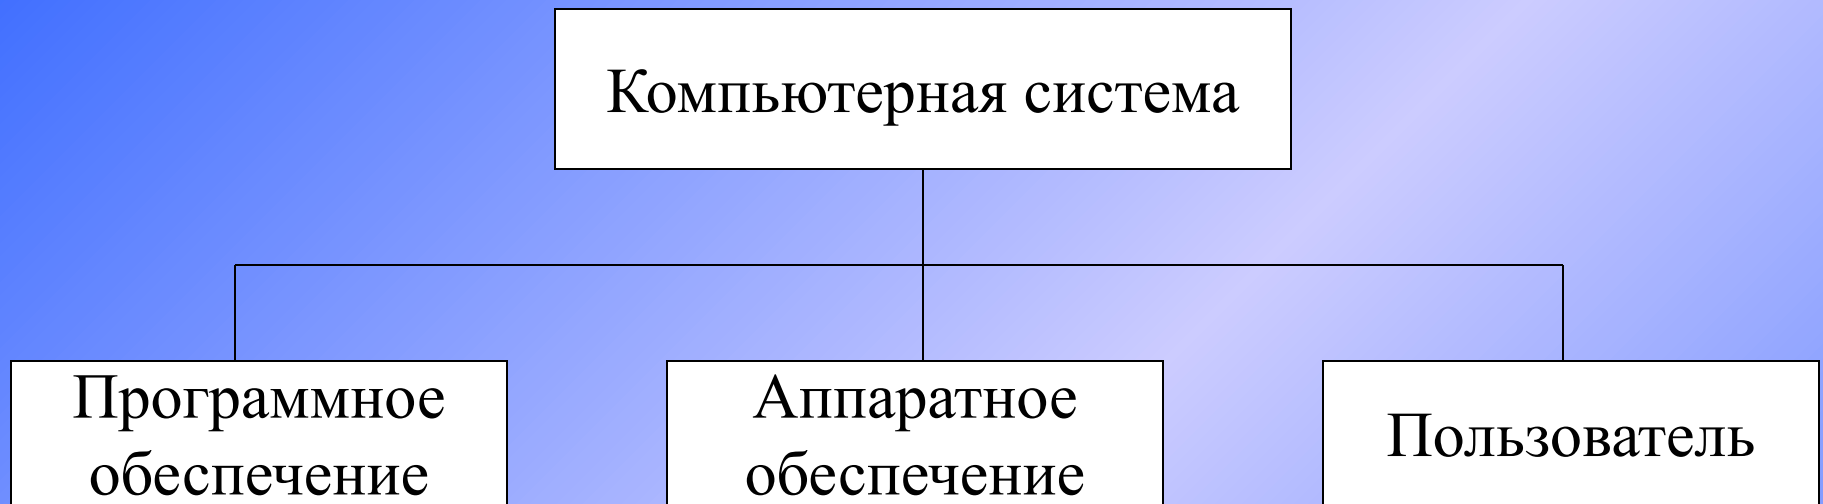 Компьютерная система
Программное
обеспечение
Аппаратное
обеспечение
Пользователь